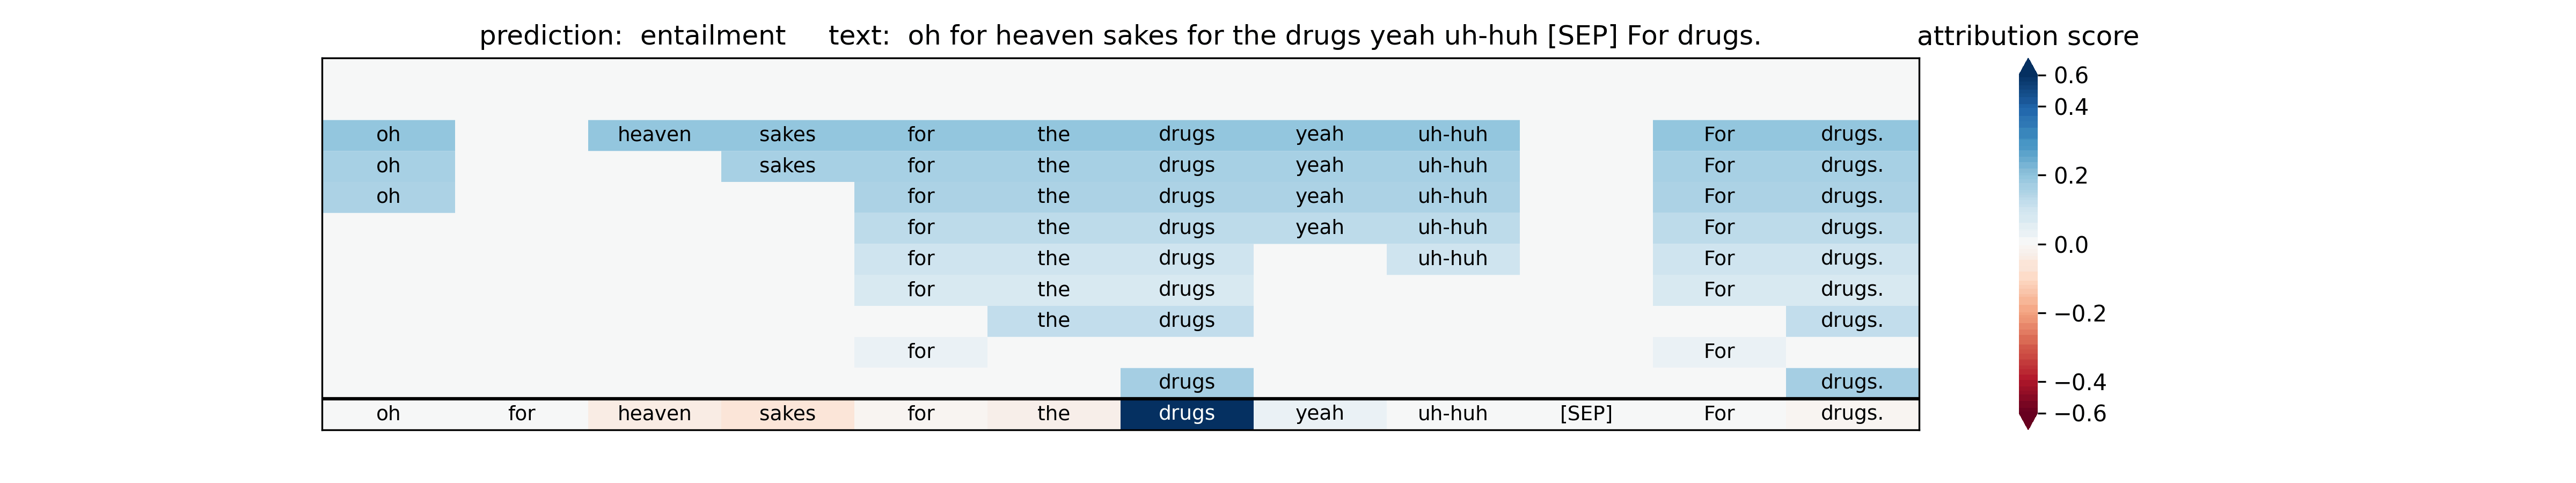 prediction:  entailment     text:  oh for heaven sakes for the drugs yeah uh-huh [SEP] For drugs.
attribution score
oh heaven sakes for the drugs yeah uh-huh For drugs.
oh sakes for the drugs yeah uh-huh For drugs.
oh for the drugs yeah uh-huh For drugs.
for the drugs yeah uh-huh For drugs.
for the drugs uh-huh For drugs.
for the drugs For drugs.
the drugs drugs.
for For
drugs drugs.
oh for heaven sakes for the drugs yeah uh-huh [SEP] For drugs.
0.6
0.4
0.2
0.0
−0.2
−0.4
−0.6